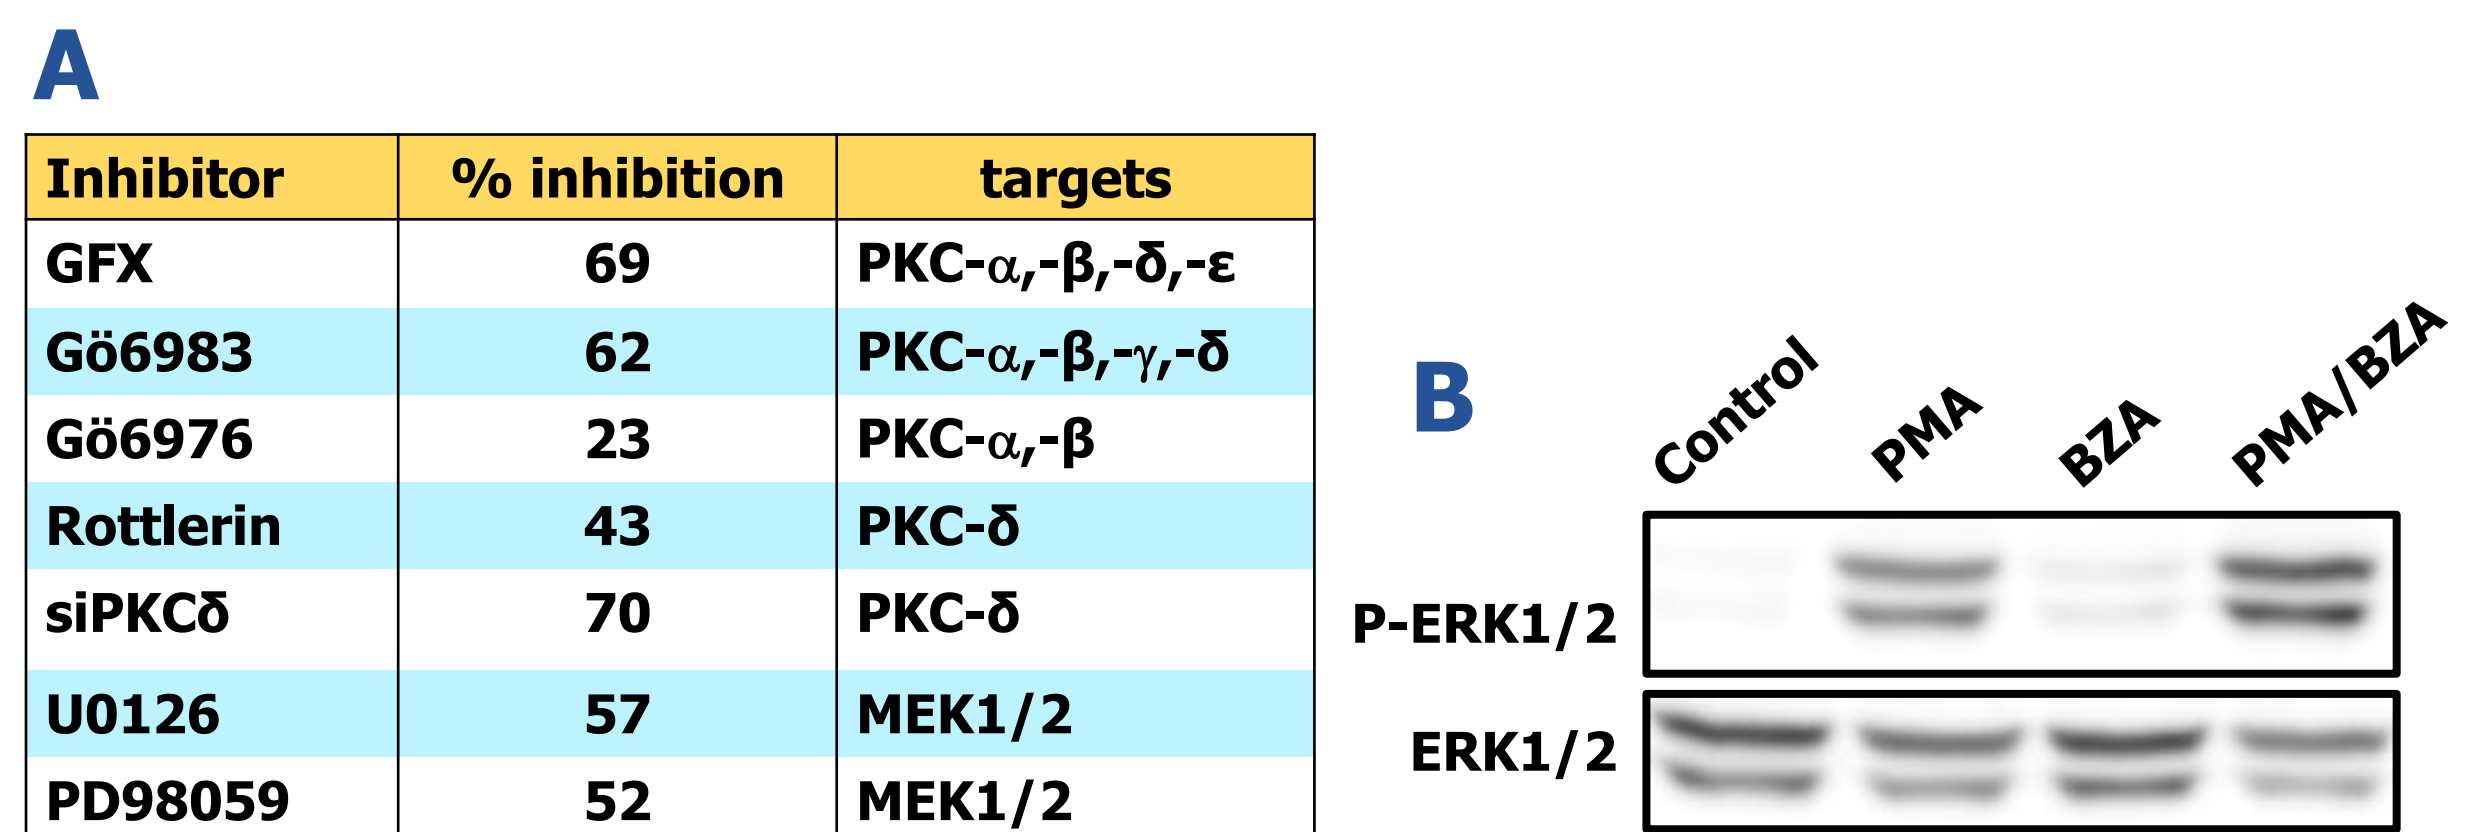 A
Inhibitor % inhibition targets
GFX 69 PKC-α,-β,-δ,-ε
Gö6983 62 PKC-α,-β,-γ,-δ
Gö6976 23 PKC-α,-β
Rottlerin 43 PKC-δ
siPKCδ 70 PKC-δ
U0126 57 MEK1/2
PD98059 52 MEK1/2
B
Control PMA BZA PMA/BZA
P-ERK1/2
ERK1/2